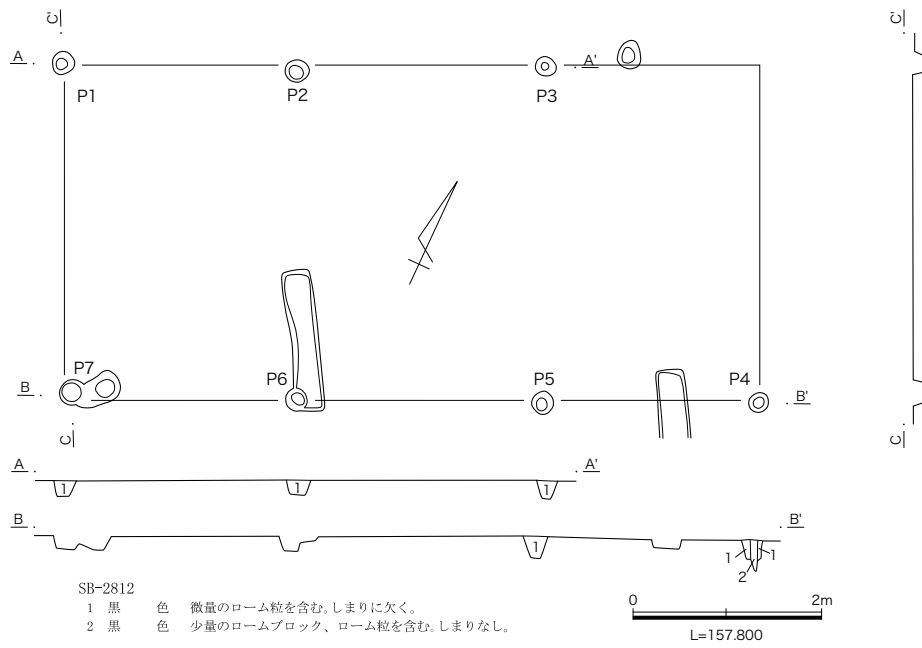 C'
C'
A
A'
P1
P2
P3
P7
P6
P5
P4
B
B'
C
C
A
A'
1
1
1
B
B'
1
1
1
2
SB-2812
1 黒 色 微量のローム粒を含む。しまりに欠く。
2 黒 色 少量のロームブロック、ローム粒を含む。しまりなし。
0 2m
L=157.800